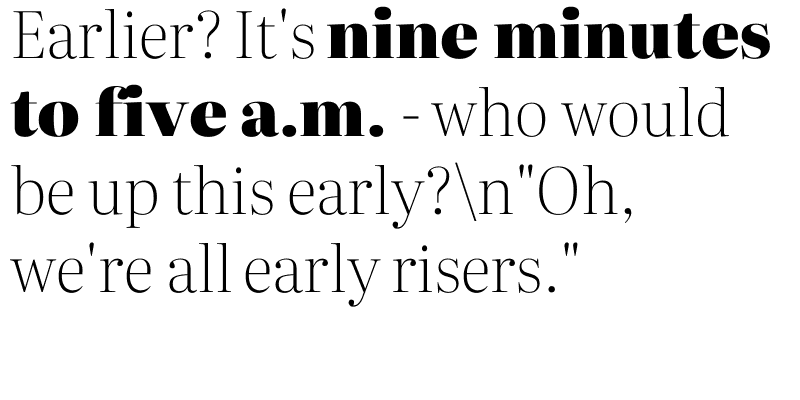 Earlier? It's nine minutes
to five a.m. - who would
be up this early?\n"Oh,
we're all early risers."